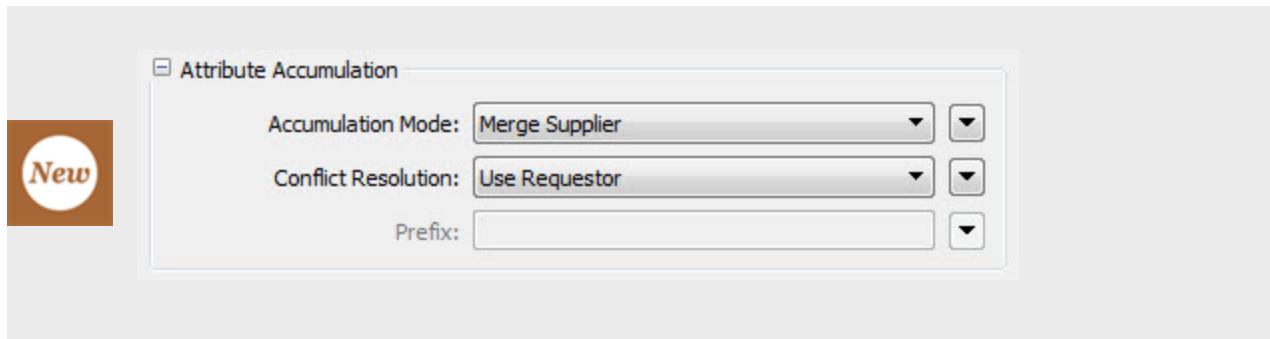 Attribute Accumulation
Accumulation Mode: Merge Supplier
New
Conflict Resolution: Use Requestor
Prefix: